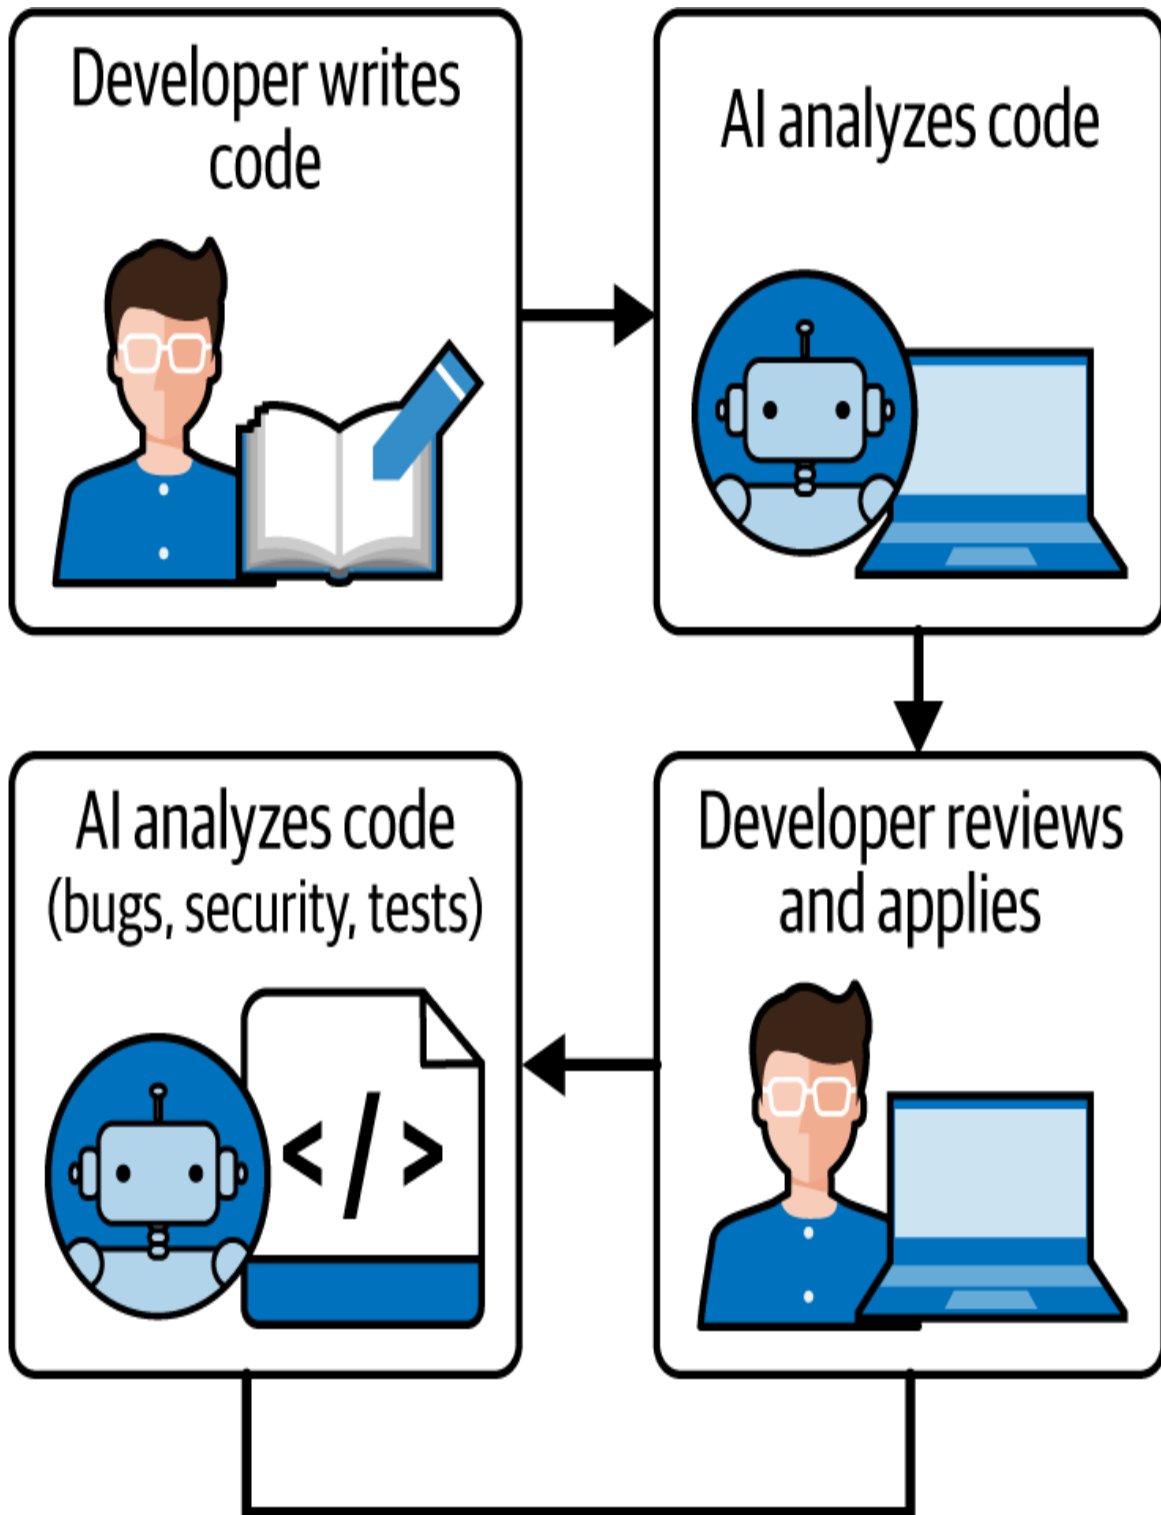 Developer writes
code
AI analyzes code
Developer reviews
and applies
AI analyzes code
(bugs, security, tests)
</>